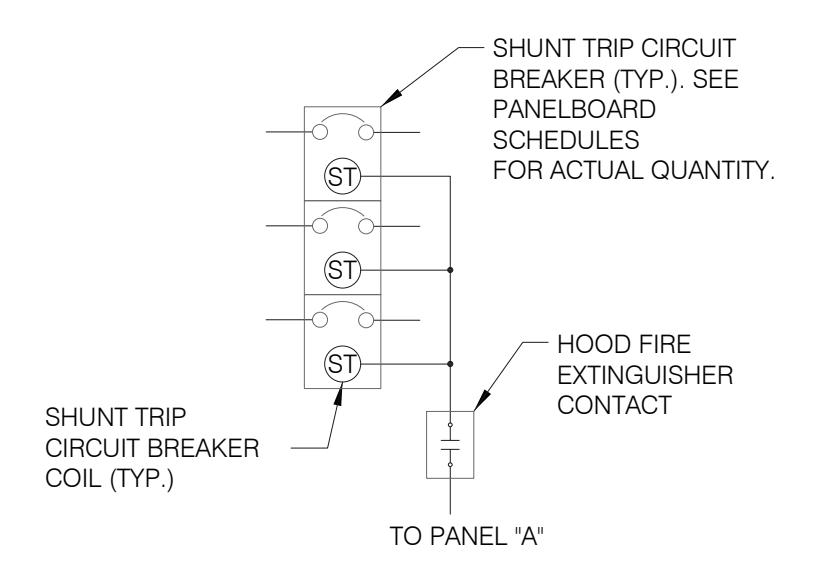 SHUNT TRIP CIRCUIT
BREAKER (TYP.). SEE
PANELBOARD
SCHEDULES
FOR ACTUAL QUANTITY.
ST
ST
ST
HOOD FIRE
EXTINGUISHER
CONTACT
SHUNT TRIP
CIRCUIT BREAKER
COIL (TYP.)
TO PANEL "A"